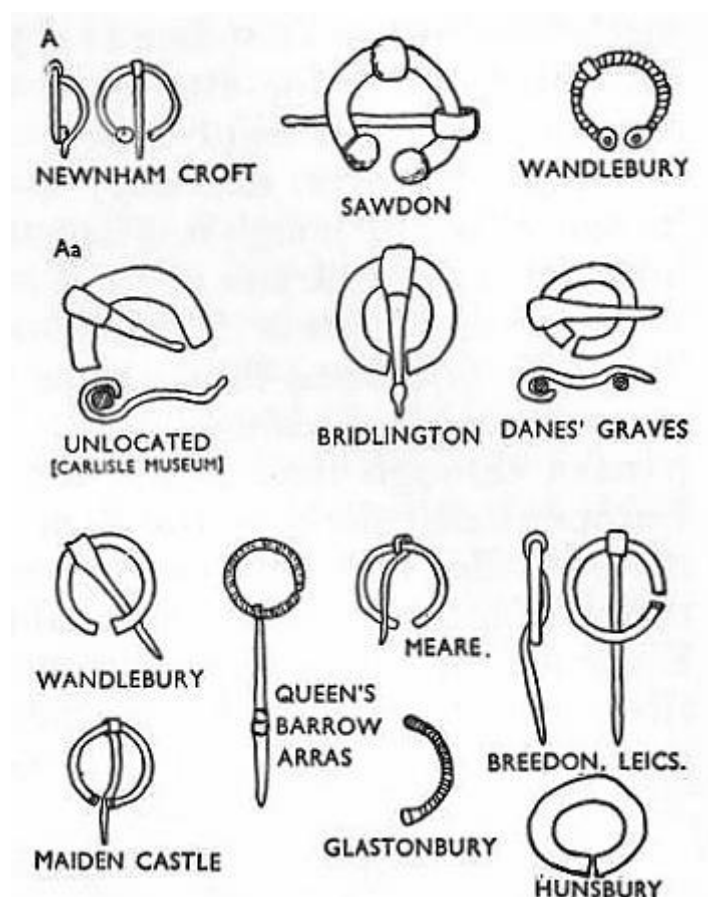 A
NEWNHAM CROFT
SAWDON
WANDLEBURY
Aa
UNLOCATED
[CARLISLE MUSEUM]
BRIDLINGTON
DANES' GRAVES
WANDLEBURY
QUEEN'S
BARROW
ARRAS
MEARE.
BREEDON, LEICS.
MAIDEN CASTLE
GLASTONBURY
HUNSBURY